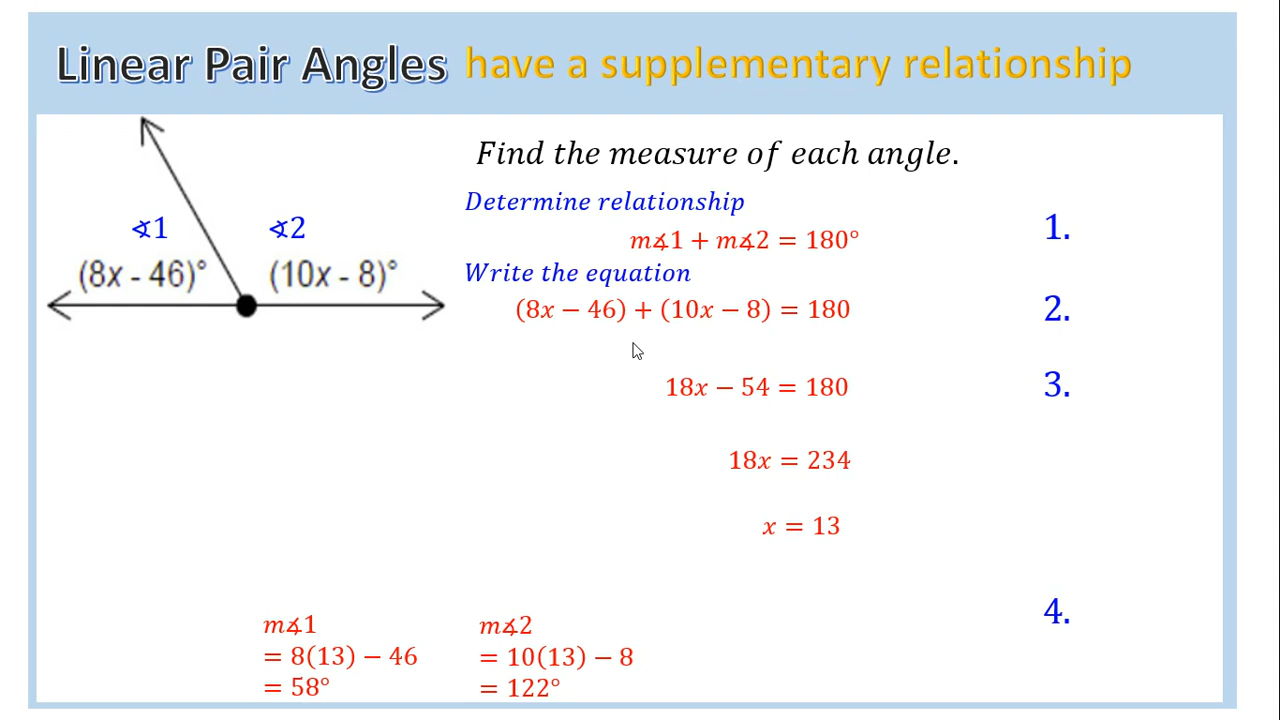 Linear Pair Angles have a supplementary relationship
Find the measure of each angle.
Determine relationship
∢1 ∢2
m∡1 + m∡2 = 180° 1.
(8x - 46)° (10x - 8)°
Write the equation
(8x − 46) + (10x − 8) = 180 2.
18x − 54 = 180 3.
18x = 234
x = 13
4.
m∡1
= 8(13) − 46
= 58°
m∡2
= 10(13) − 8
= 122°